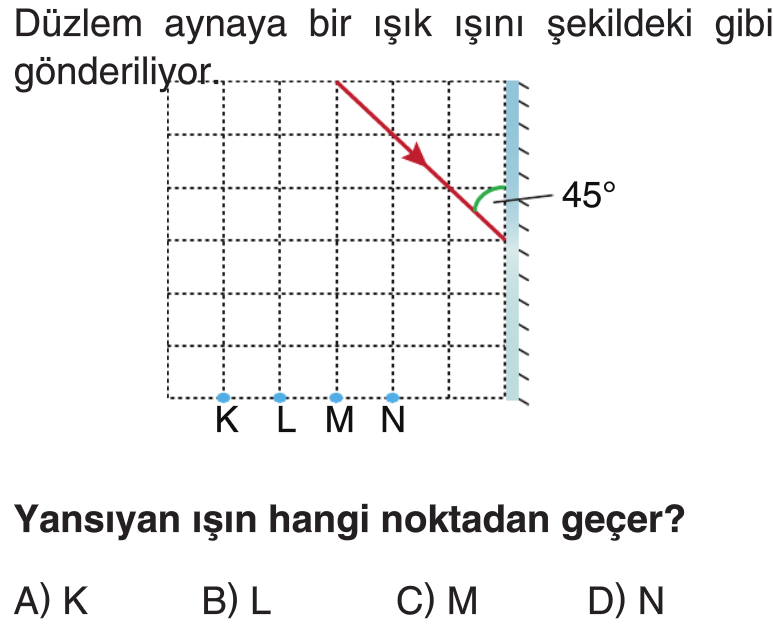 Düzlem aynaya bir ışık ışını şekildeki gibi
gönderiliyor.
45°
K L M N
Yansıyan ışın hangi noktadan geçer?
A) K B) L C) M D) N